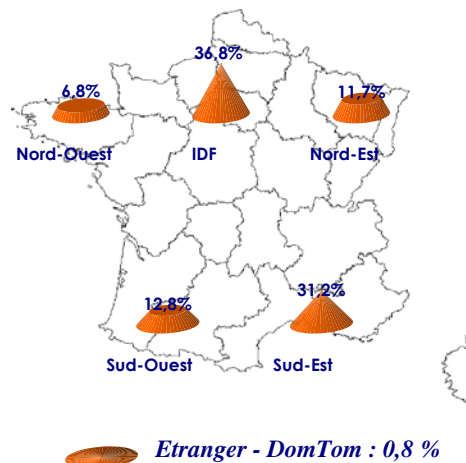 36,8%
6,8%
11,7%
Nord-Ouest
IDF
Nord-Est
31,2%
12,8%
Sud-Ouest
Sud-Est
Etranger - DomTom : 0,8 %